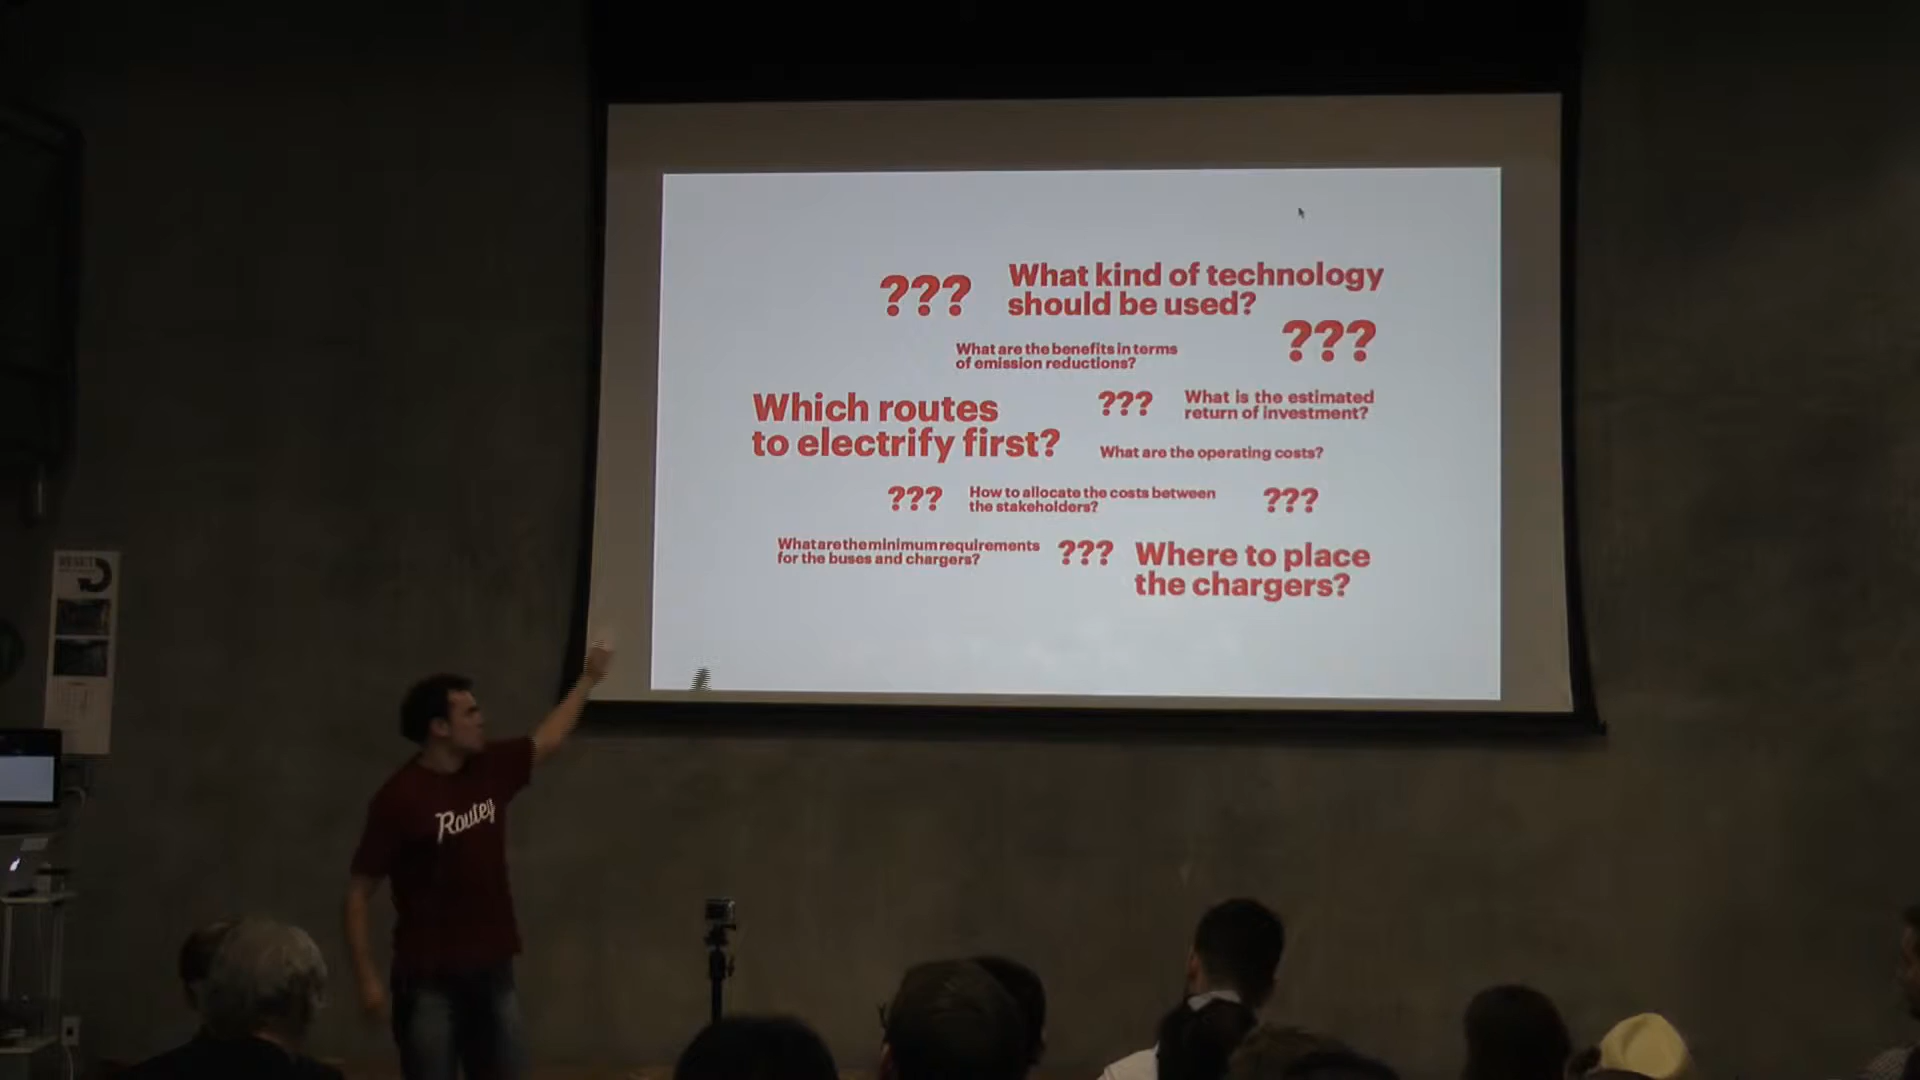 ???
What kind of technology
should be used?
???
What are the benefits in terms
of emission reductions?
Which routes
to electrify first?
???
What is the estimated
return of investment?
What are the operating costs?
???
How to allocate the costs between
the stakeholders?
???
What are the minimum requirements
for the buses and chargers?
???
Where to place
the chargers?
Routey